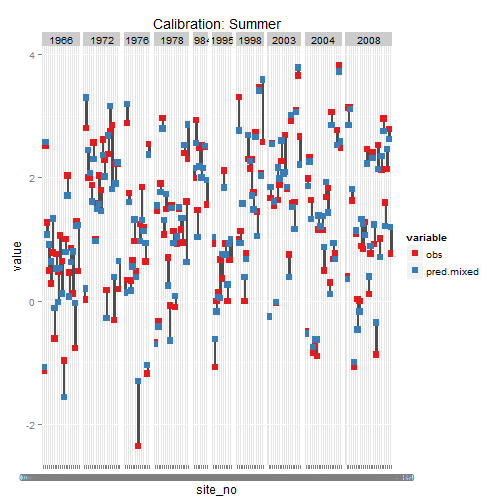 Calibration: Summer
1966 1972 1976 1978 984 1995 1998 2003 2004 2008
4
2
0
-2
value
site_no
variable
obs
pred.mixed